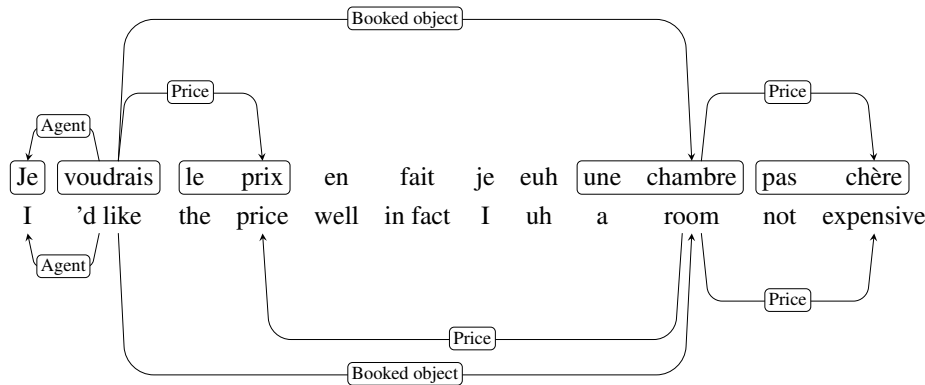 Booked object
Price Price
Agent
Je voudrais le prix en fait je euh une chambre pas chère
I 'd like the price well in fact I uh a room not expensive
Agent
Price
Price
Booked object